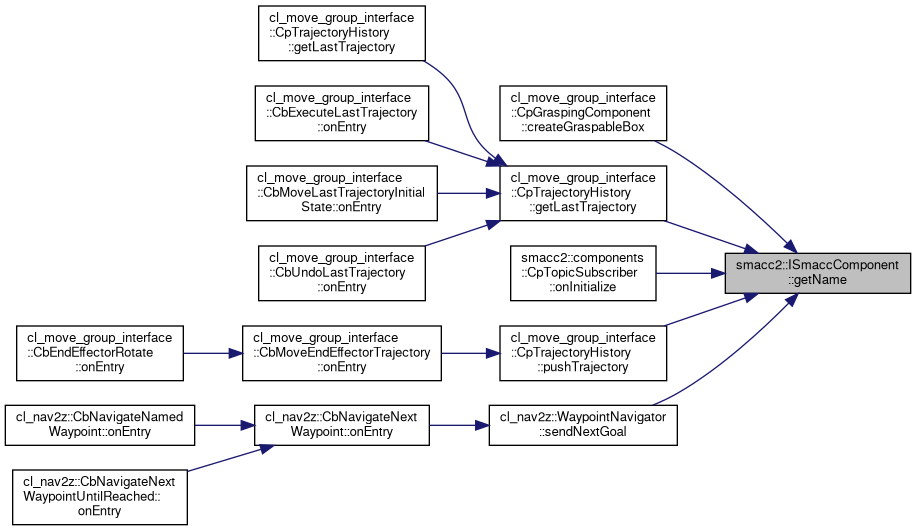 cl_move_group_interface
::CpTrajectoryHistory
::getLastTrajectory
cl_move_group_interface
::CbExecuteLastTrajectory
::onEntry
cl_move_group_interface
::CpGraspingComponent
::createGraspableBox
cl_move_group_interface
::CbMoveLastTrajectoryInitial
State::onEntry
cl_move_group_interface
::CpTrajectoryHistory
::getLastTrajectory
cl_move_group_interface
::CbUndoLastTrajectory
::onEntry
smacc2::components
::CpTopicSubscriber
::onInitialize
smacc2::ISmaccComponent
::getName
cl_move_group_interface
::CbEndEffectorRotate
::onEntry
cl_move_group_interface
::CbMoveEndEffectorTrajectory
::onEntry
cl_move_group_interface
::CpTrajectoryHistory
::pushTrajectory
cl_nav2z::CbNavigateNamed
Waypoint::onEntry
cl_nav2z::CbNavigateNext
Waypoint::onEntry
cl_nav2z::WaypointNavigator
::sendNextGoal
cl_nav2z::CbNavigateNext
WaypointUntilReached::
onEntry